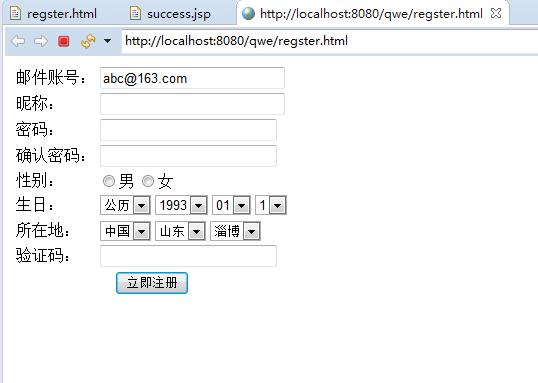 regster.html success.jsp http://localhost:8080/qwe/regster.html
http://localhost:8080/qwe/regster.html
邮件账号： abc@163.com
昵称：
密码：
确认密码：
性别： 男 女
生日： 公历 1993 01 1
所在地： 中国 山东 淄博
验证码：
立即注册